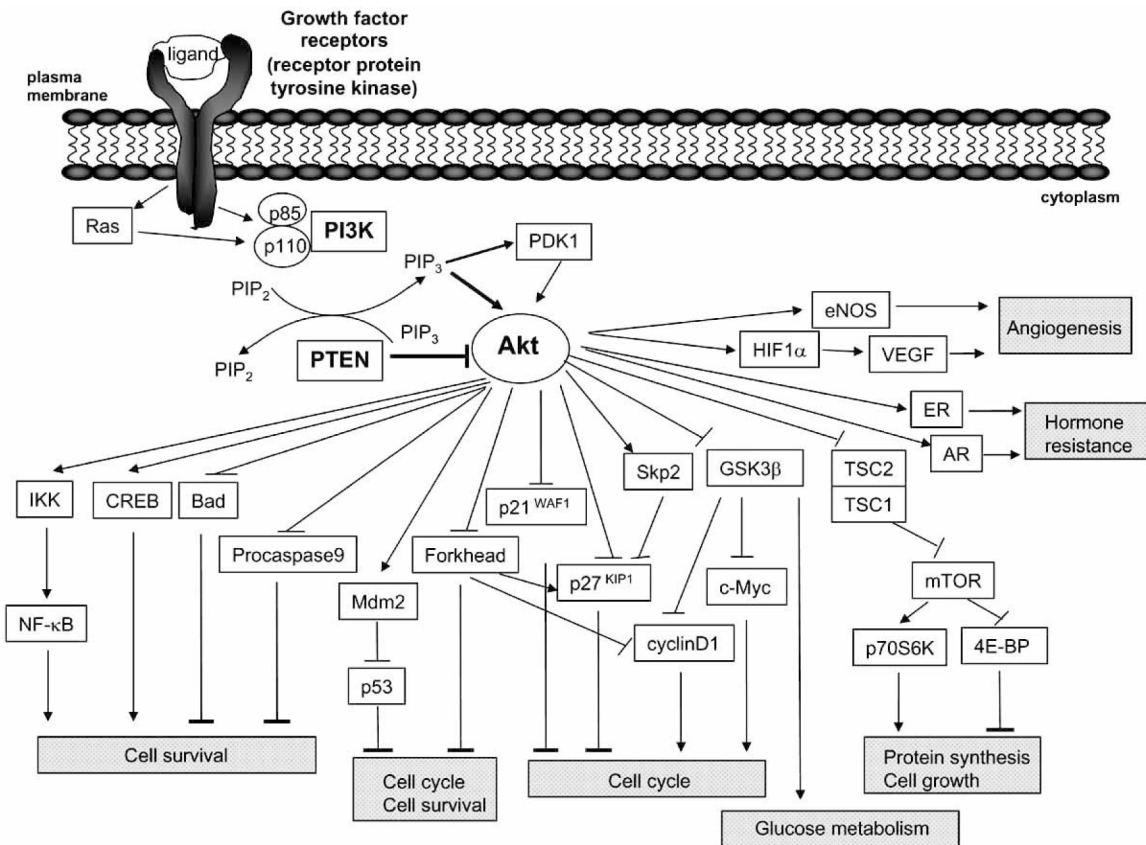 Growth factor
receptors
(receptor protein
tyrosine kinase)
ligand
plasma
membrane
cytoplasm
Ras
p85
p110
PI3K
PIP3
PDK1
PIP2
PIP3
PIP2
PTEN
Akt
eNOS
HIF1α
VEGF
Angiogenesis
ER
AR
Hormone
resistance
IKK
CREB
Bad
Procaspase9
Forkhead
p21 WAF1
Skp2
GSK3β
TSC2
TSC1
NF-κB
Mdm2
p27 KIP1
c-Myc
mTOR
p53
cyclinD1
p70S6K
4E-BP
Cell survival
Cell cycle
Cell survival
Cell cycle
Protein synthesis
Cell growth
Glucose metabolism